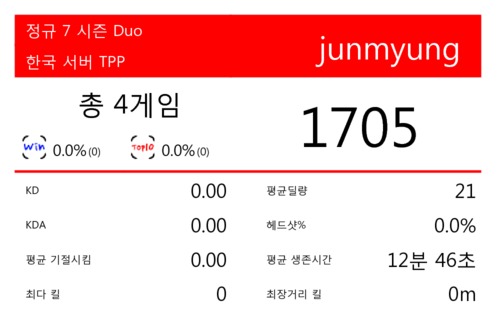 정규 7 시즌 Duo
한국 서버 TPP
junmyung
총 4게임
Win 0.0% (0) Top10 0.0% (0)
1705
KD 0.00 평균딜량 21
KDA 0.00 헤드샷% 0.0%
평균 기절시킴 0.00 평균 생존시간 12분 46초
최다 킬 0 최장거리 킬 0m